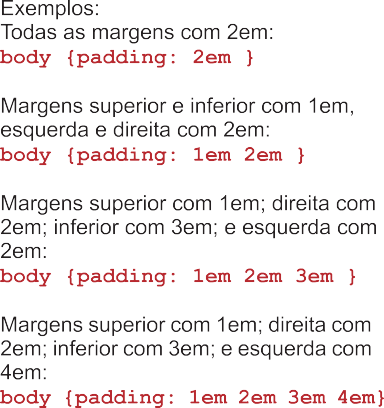 Exemplos:
Todas as margens com 2em:
body {padding: 2em }
Margens superior e inferior com 1em,
esquerda e direita com 2em:
body {padding: 1em 2em }
Margens superior com 1em; direita com
2em; inferior com 3em; e esquerda com
2em:
body {padding: 1em 2em 3em }
Margens superior com 1em; direita com
2em; inferior com 3em; e esquerda com
4em:
body {padding: 1em 2em 3em 4em}